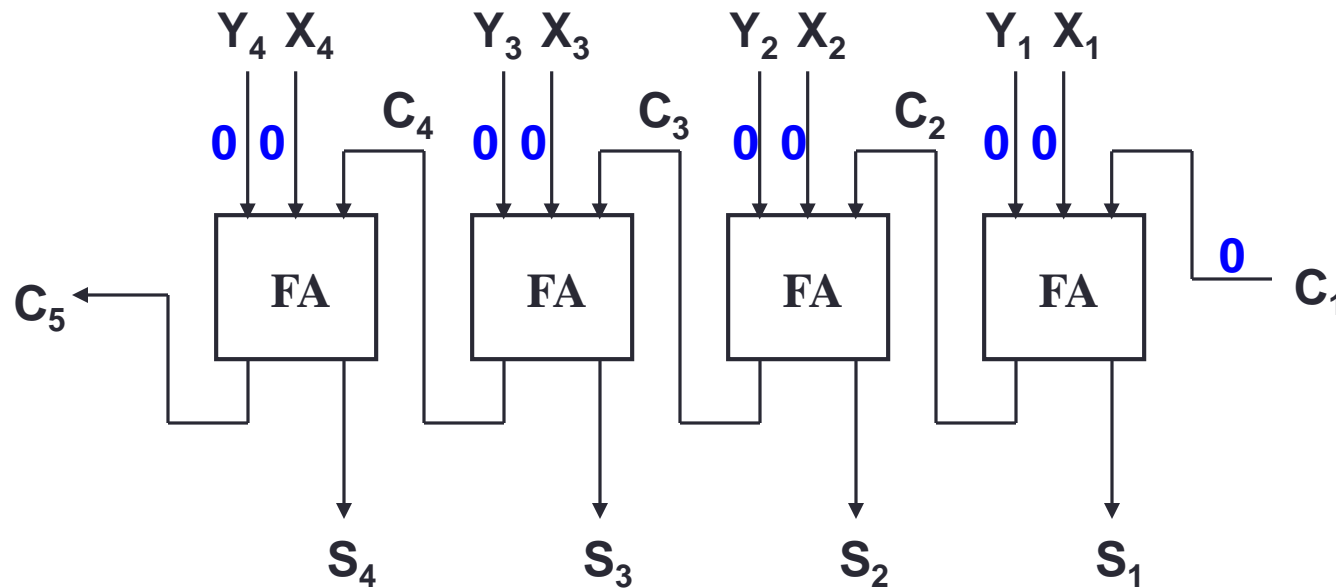 Y₄ X₄ Y₃ X₃ Y₂ X₂ Y₁ X₁
C₄ C₃ C₂
0 0 0 0 0 0 0 0
0
FA FA FA FA
C₅ C₁
S₄ S₃ S₂ S₁